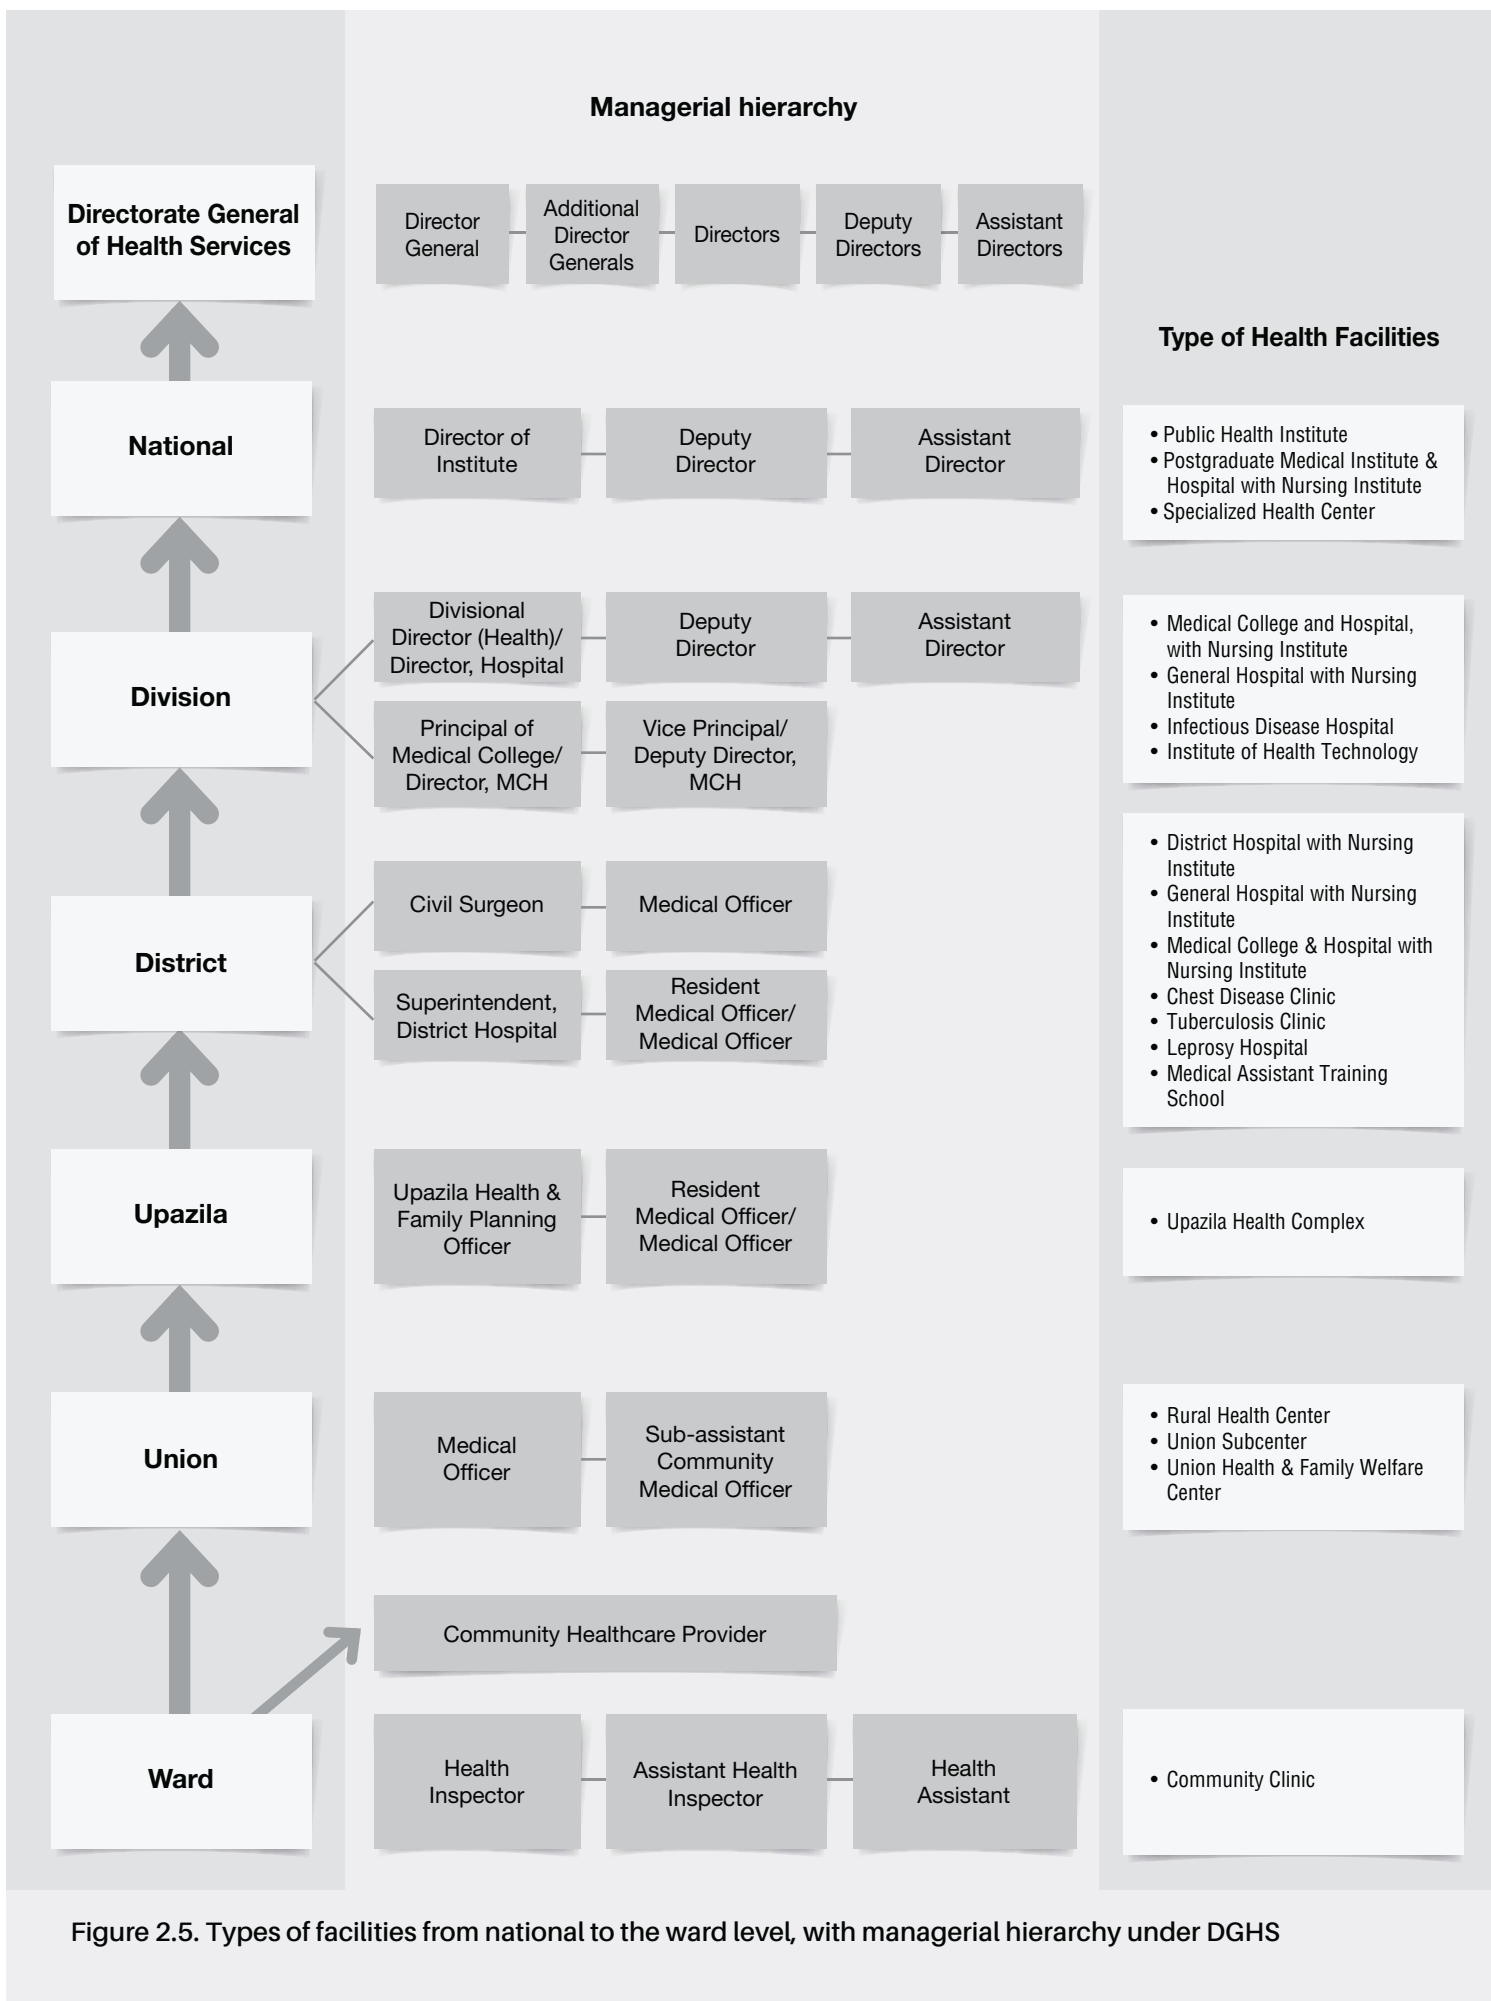 Managerial hierarchy
Directorate General
of Health Services
Director
General
Additional
Director
Generals
Directors
Deputy
Directors
Assistant
Directors
Type of Health Facilities
National
Director of
Institute
Deputy
Director
Assistant
Director
• Public Health Institute
• Postgraduate Medical Institute &
Hospital with Nursing Institute
• Specialized Health Center
Division
Divisional
Director (Health)/
Director, Hospital
Deputy
Director
Assistant
Director
Principal of
Medical College/
Director, MCH
Vice Principal/
Deputy Director,
MCH
• Medical College and Hospital,
with Nursing Institute
• General Hospital with Nursing
Institute
• Infectious Disease Hospital
• Institute of Health Technology
District
Civil Surgeon
Medical Officer
Superintendent,
District Hospital
Resident
Medical Officer/
Medical Officer
• District Hospital with Nursing
Institute
• General Hospital with Nursing
Institute
• Medical College & Hospital with
Nursing Institute
• Chest Disease Clinic
• Tuberculosis Clinic
• Leprosy Hospital
• Medical Assistant Training
School
Upazila
Upazila Health &
Family Planning
Officer
Resident
Medical Officer/
Medical Officer
• Upazila Health Complex
Union
Medical
Officer
Sub-assistant
Community
Medical Officer
• Rural Health Center
• Union Subcenter
• Union Health & Family Welfare
Center
Community Healthcare Provider
Ward
Health
Inspector
Assistant Health
Inspector
Health
Assistant
• Community Clinic
Figure 2.5. Types of facilities from national to the ward level, with managerial hierarchy under DGHS